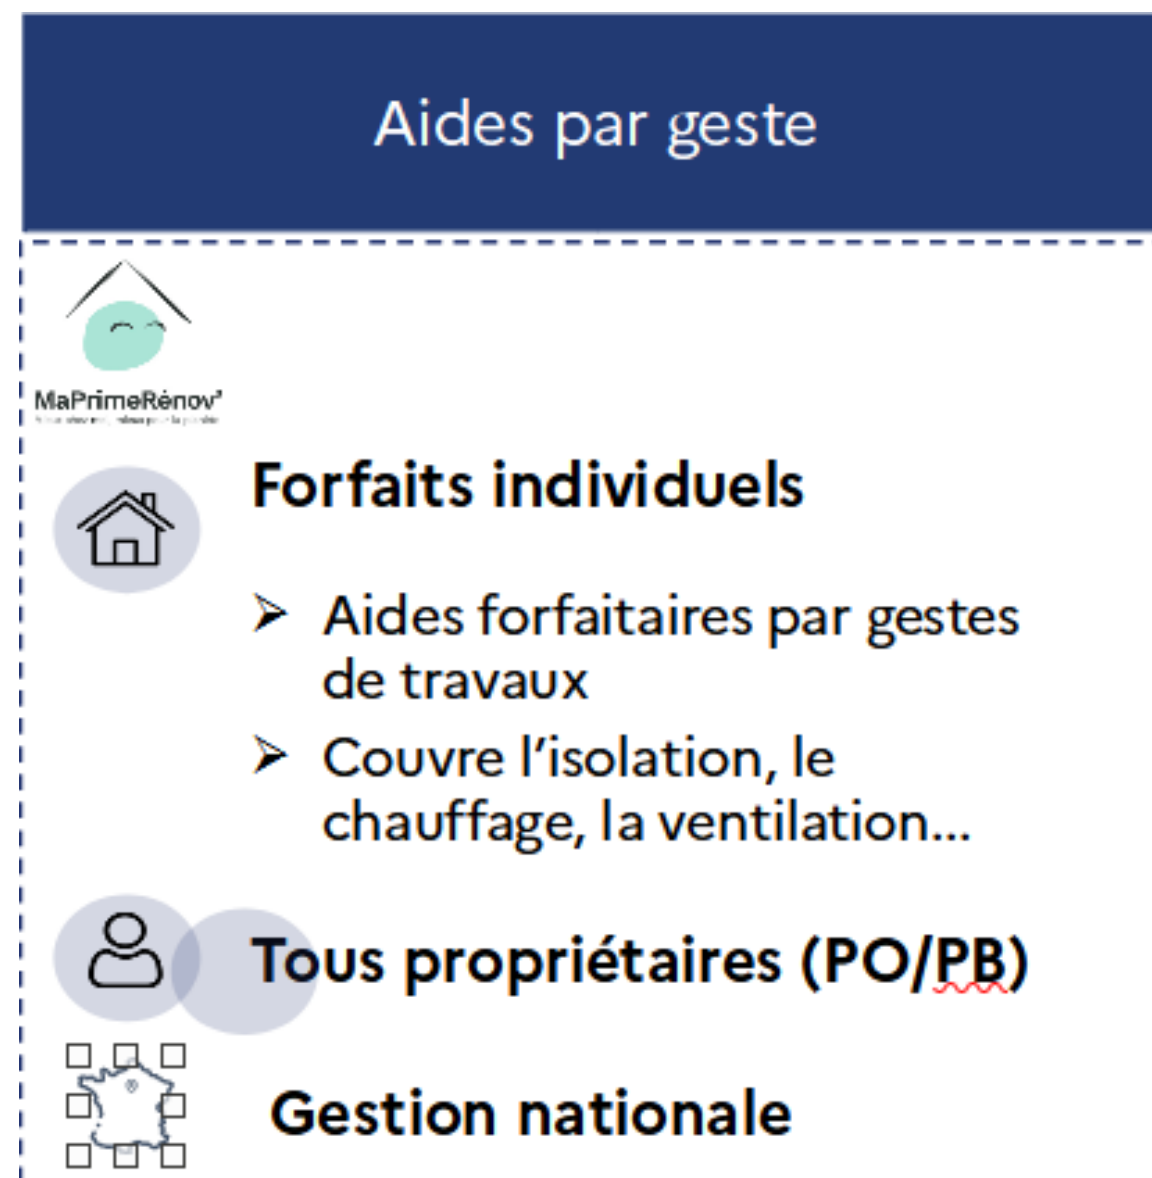 Aides par geste
MaPrimeRénov'
Forfaits individuels
Aides forfaitaires par gestes
de travaux
Couvre l’isolation, le
chauffage, la ventilation...
Tous propriétaires (PO/PB)
Gestion nationale